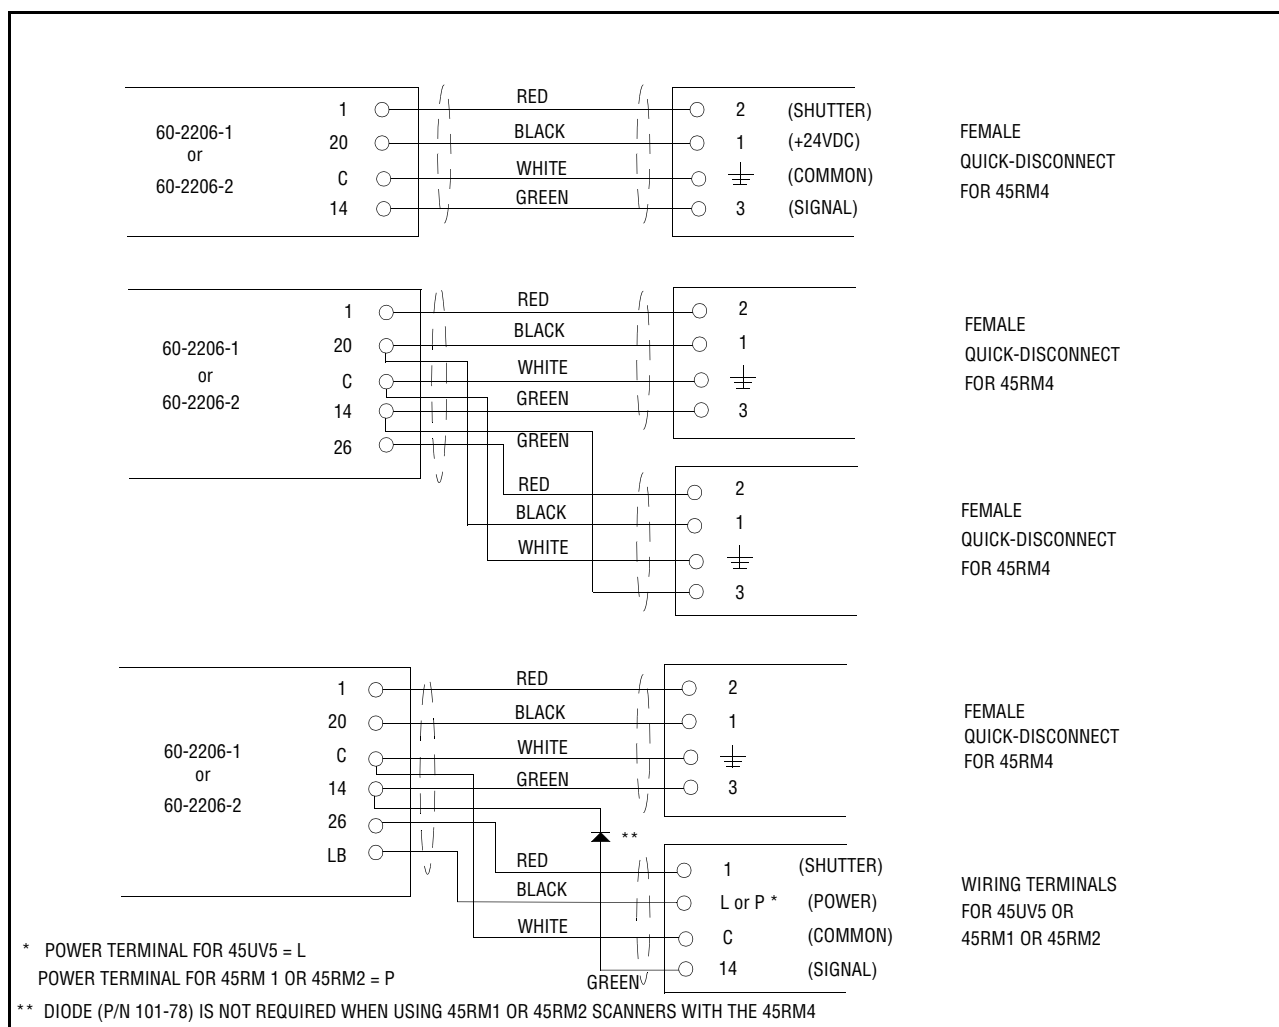 60-2206-1
or
60-2206-2
1 RED 2 (SHUTTER)
20 BLACK 1 (+24VDC)
C WHITE (COMMON)
14 GREEN 3 (SIGNAL)
FEMALE
QUICK-DISCONNECT
FOR 45RM4
60-2206-1
or
60-2206-2
1 RED 2
20 BLACK 1
C WHITE
14 GREEN 3
26 GREEN
FEMALE
QUICK-DISCONNECT
FOR 45RM4
RED 2
BLACK 1
WHITE
3
FEMALE
QUICK-DISCONNECT
FOR 45RM4
60-2206-1
or
60-2206-2
1 RED 2
20 BLACK 1
C WHITE
14 GREEN 3
26
LB
**
FEMALE
QUICK-DISCONNECT
FOR 45RM4
RED 1 (SHUTTER)
BLACK L or P * (POWER)
WHITE C (COMMON)
GREEN 14 (SIGNAL)
WIRING TERMINALS
FOR 45UV5 OR
45RM1 OR 45RM2
* POWER TERMINAL FOR 45UV5 = L
POWER TERMINAL FOR 45RM 1 OR 45RM2 = P
** DIODE (P/N 101-78) IS NOT REQUIRED WHEN USING 45RM1 OR 45RM2 SCANNERS WITH THE 45RM4